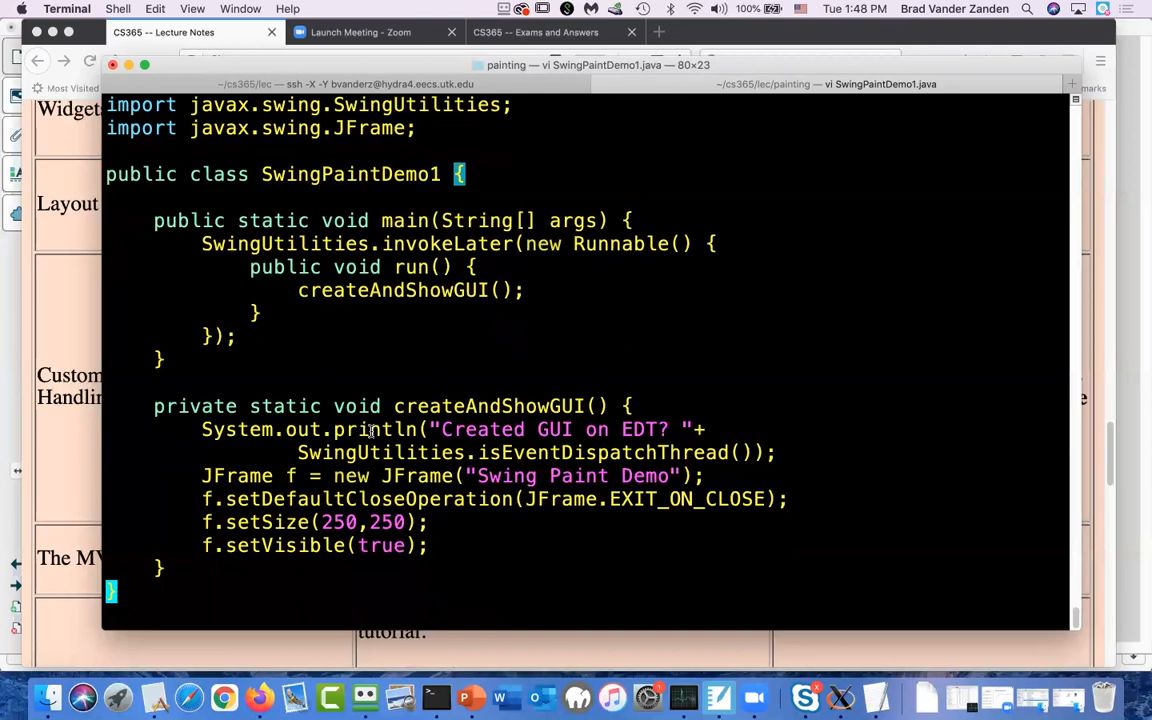 Terminal Shell Edit View Window Help 100% Tue 1:48 PM Brad Vander Zanden
CS365 -- Lecture Notes Launch Meeting - Zoom CS365 -- Exams and Answers
painting — vi SwingPaintDemo1.java — 80×23
~/cs365/lec — ssh -X -Y bvanderz@hydra4.eecs.utk.edu ~/cs365/lec/painting — vi SwingPaintDemo1.java
Most Visited
Widgets
Layout
Custom
Handlin
The MV
tutorial.
import javax.swing.SwingUtilities;
import javax.swing.JFrame;
public class SwingPaintDemo1 {
public static void main(String[] args) {
SwingUtilities.invokeLater(new Runnable() {
public void run() {
createAndShowGUI();
}
});
}
private static void createAndShowGUI() {
System.out.println("Created GUI on EDT? "+
SwingUtilities.isEventDispatchThread());
JFrame f = new JFrame("Swing Paint Demo");
f.setDefaultCloseOperation(JFrame.EXIT_ON_CLOSE);
f.setSize(250,250);
f.setVisible(true);
}
}